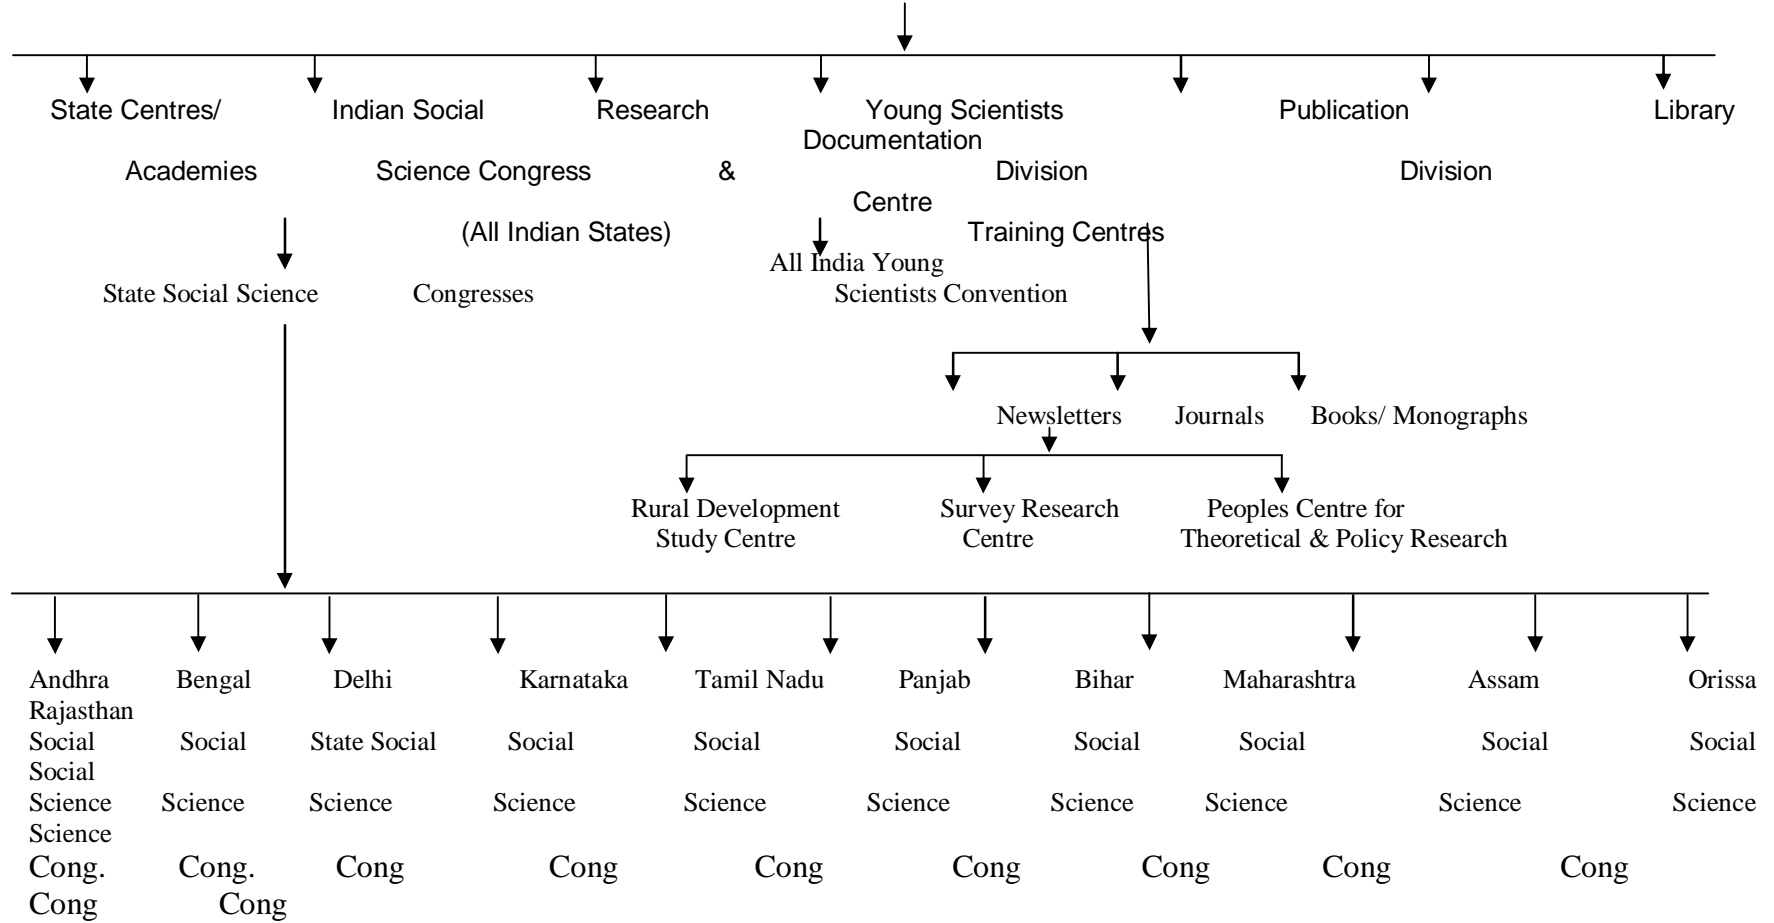 State Centres/ Indian Social Research Young Scientists Publication Library
Documentation
Academies Science Congress & Division Division
Centre
(All Indian States) Training Centres
All India Young
State Social Science Congresses Scientists Convention
Newsletters Journals Books/ Monographs
Rural Development Survey Research Peoples Centre for
Study Centre Centre Theoretical & Policy Research
Andhra Bengal Delhi Karnataka Tamil Nadu Panjab Bihar Maharashtra Assam Orissa
Rajasthan
Social Social State Social Social Social Social Social Social Social Social
Social
Science Science Science Science Science Science Science Science Science Science
Science
Cong. Cong. Cong Cong Cong Cong Cong Cong Cong
Cong Cong